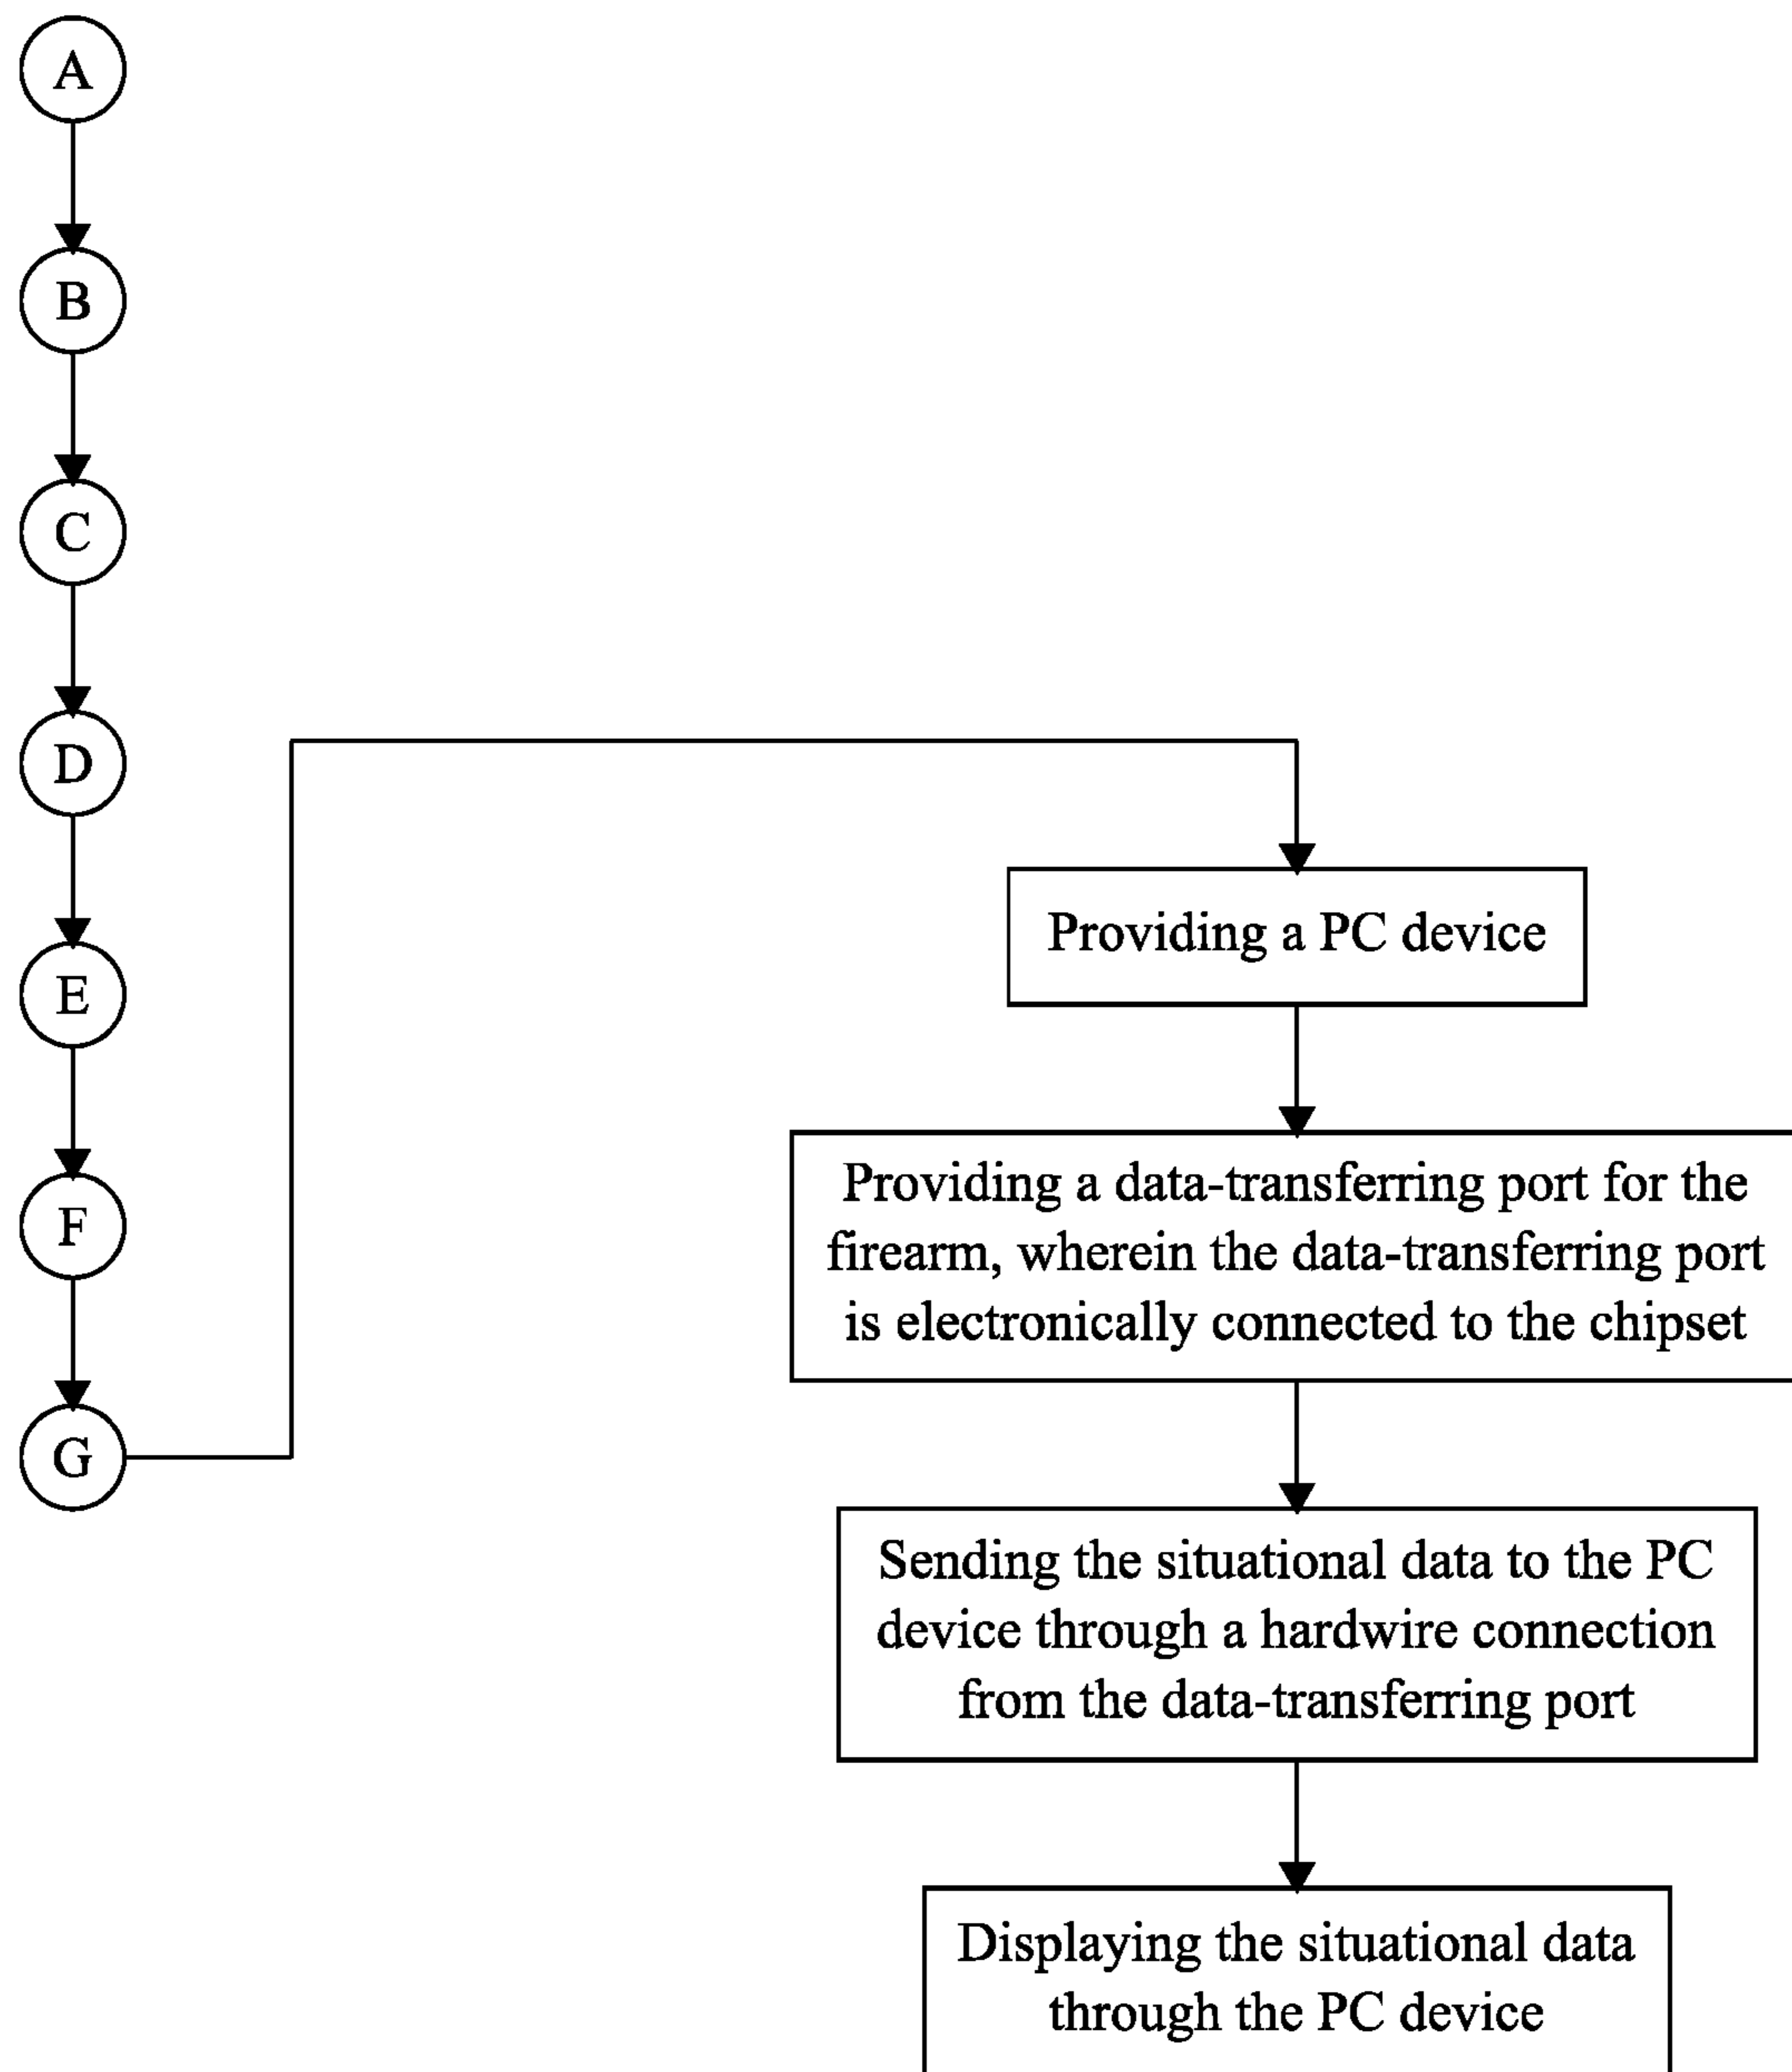 A
B
C
D
E
F
G
Providing a PC device
Providing a data-transferring port for the
firearm, wherein the data-transferring port
is electronically connected to the chipset
Sending the situational data to the PC
device through a hardwire connection
from the data-transferring port
Displaying the situational data
through the PC device